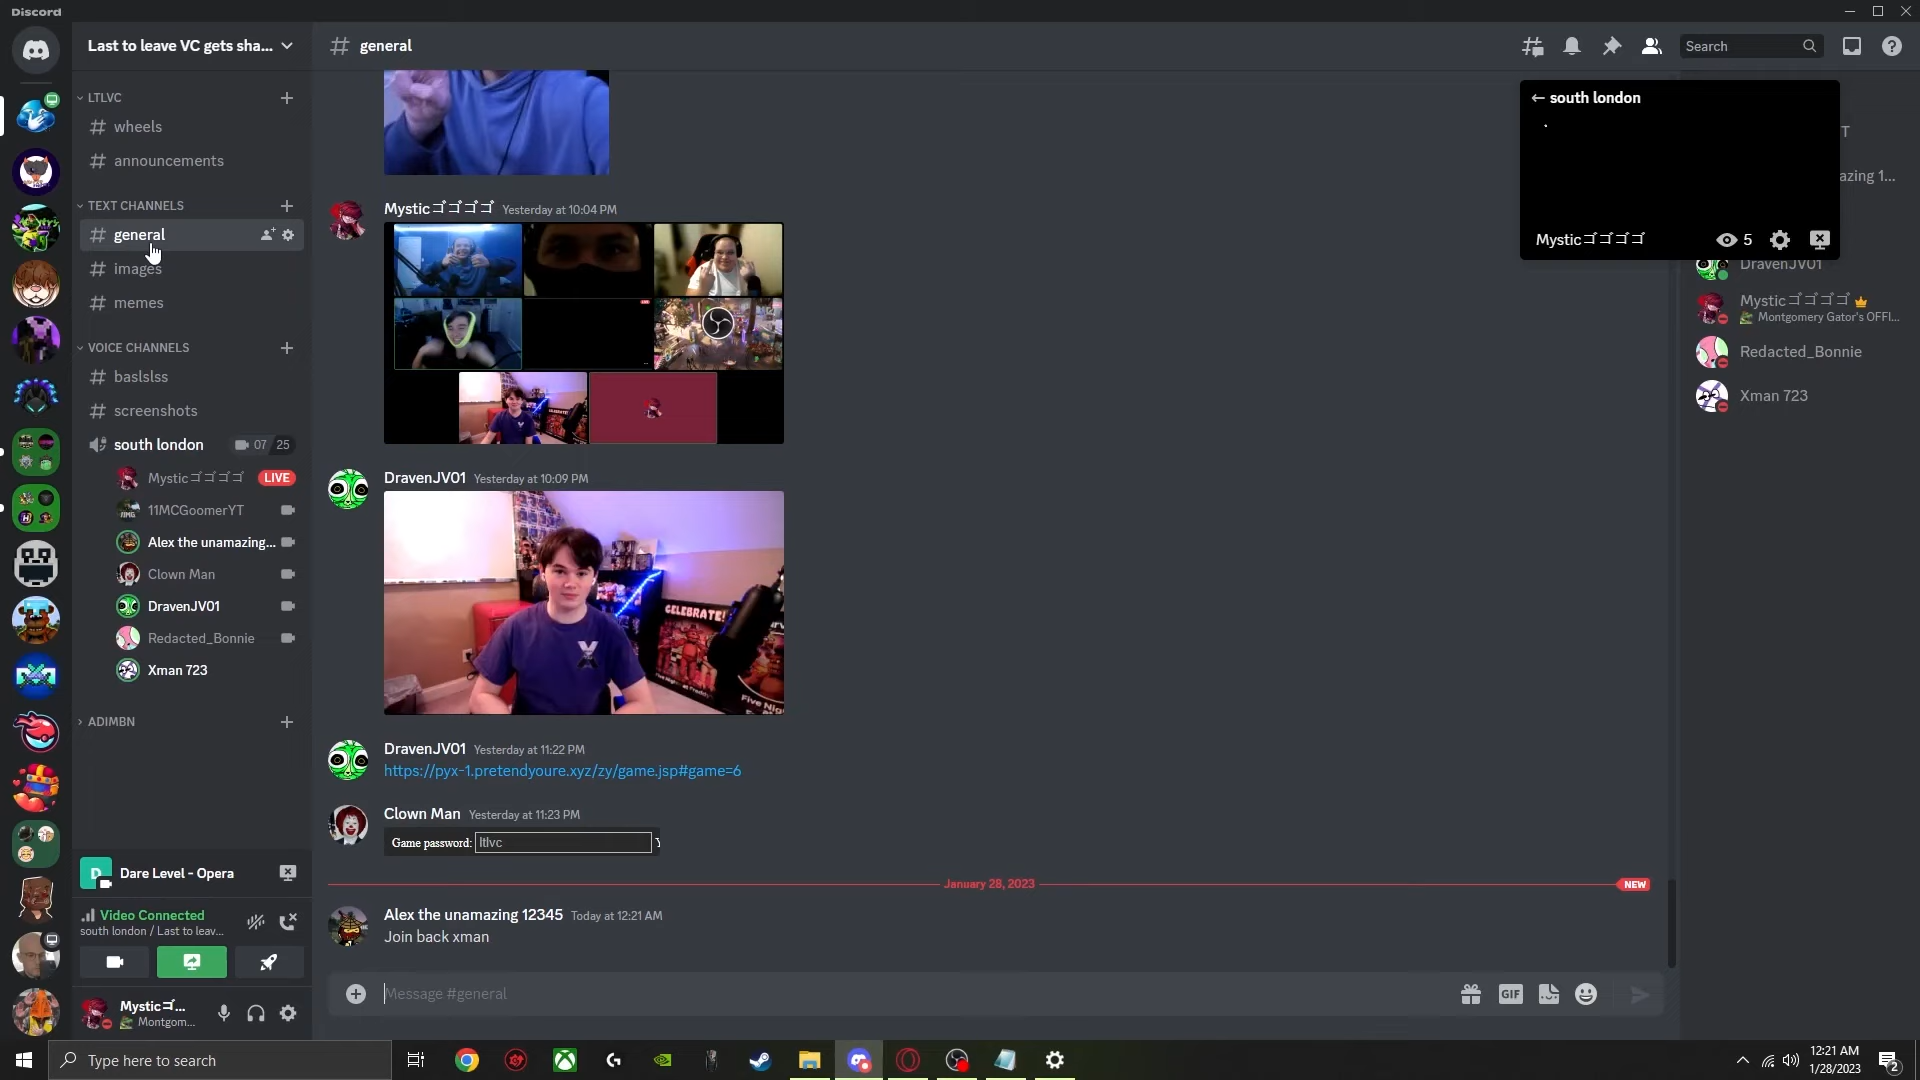 Discord
Last to leave VC gets sha...
general
Search
LTLVC
wheels
announcements
TEXT CHANNELS
general
images
memes
VOICE CHANNELS
baslslss
screenshots
south london 07 25
Mysticゴゴゴゴ LIVE
11MCGoomerYT
Alex the unamazing...
Clown Man
DravenJV01
Redacted_Bonnie
Xman 723
ADIMBN
D Dare Level - Opera
Video Connected
south london / Last to leav...
Mysticゴ...
Montgom...
Mysticゴゴゴゴ Yesterday at 10:04 PM
DravenJV01 Yesterday at 10:09 PM
CELEBRATE!
Five Nig
DravenJV01 Yesterday at 11:22 PM
https://pyx-1.pretendyoure.xyz/zy/game.jsp#game=6
Clown Man Yesterday at 11:23 PM
Game password: ltlvc
January 28, 2023 NEW
Alex the unamazing 12345 Today at 12:21 AM
Join back xman
Message #general
GIF
← south london
Mysticゴゴゴゴ 5
T
azing 1...
DravenJV01
Mysticゴゴゴゴ
Montgomery Gator's OFFI...
Redacted_Bonnie
Xman 723
Type here to search
12:21 AM
1/28/2023
2